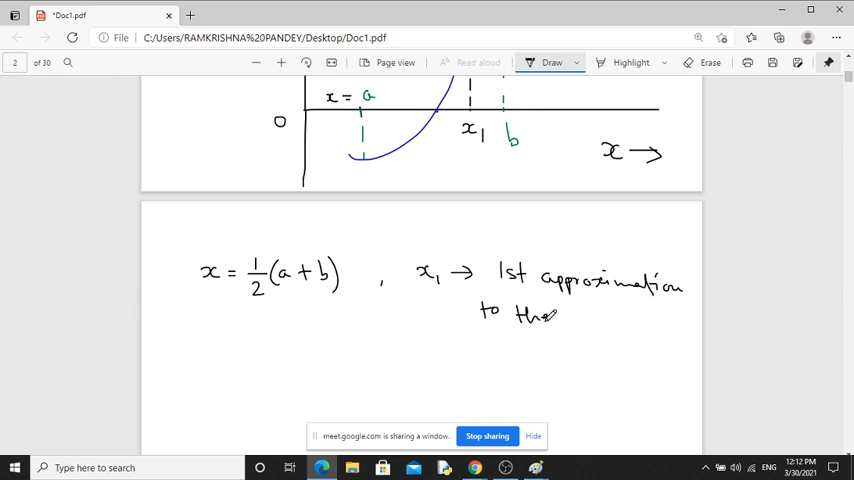 *Doc1.pdf
File C:/Users/RAMKRISHNA%20PANDEY/Desktop/Doc1.pdf
2 of 30 Page view Read aloud Draw Highlight Erase
x = a
0
x1
b
x →
x = 1/2 (a + b) , x1 → 1st approximation
to the
meet.google.com is sharing a window. Stop sharing Hide
Type here to search
ENG
12:12 PM
3/30/2021